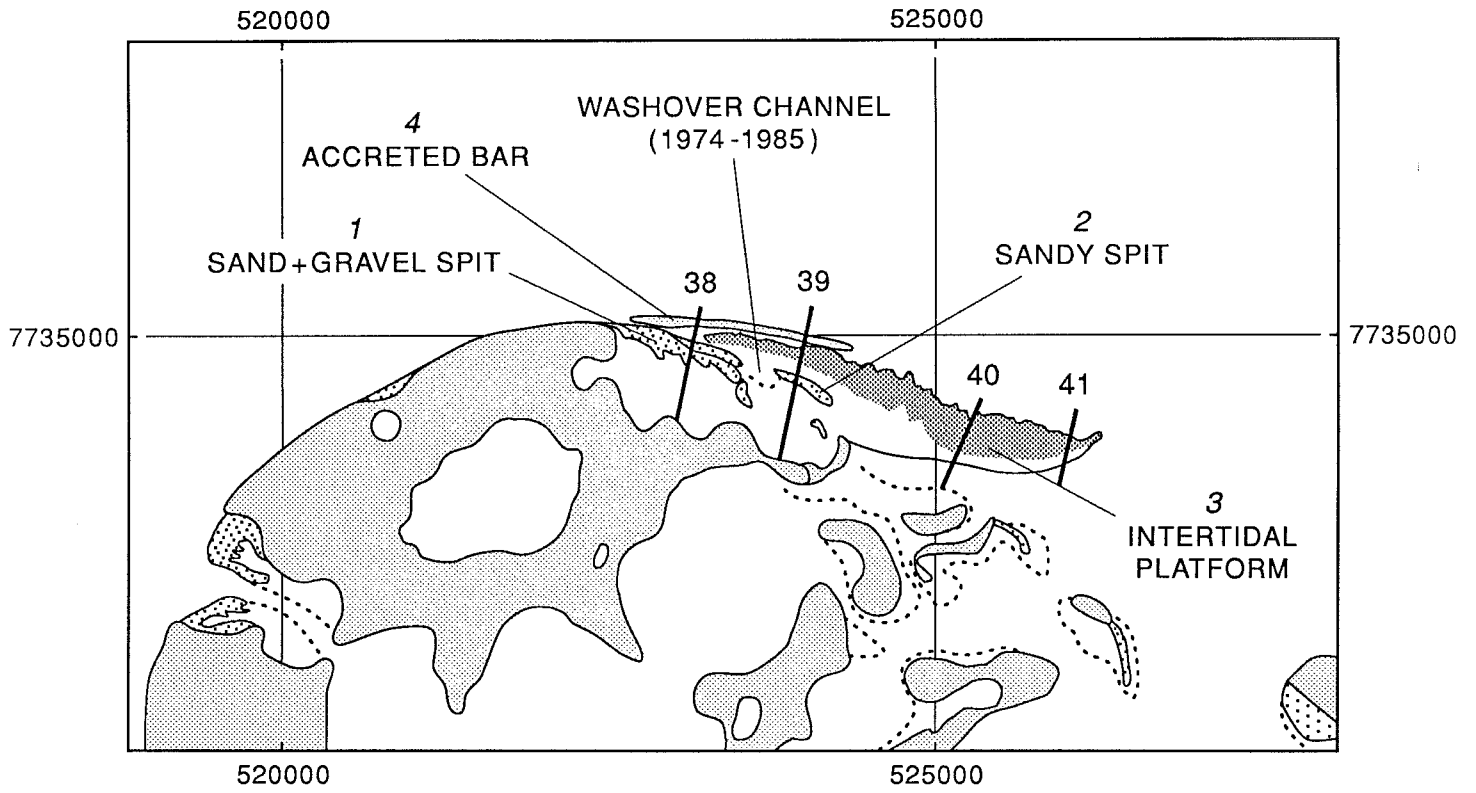 520000
525000
WASHOVER CHANNEL
(1974-1985)
4
ACCRETED BAR
1
SAND+GRAVEL SPIT
2
SANDY SPIT
38
39
7735000
7735000
40
41
3
INTERTIDAL
PLATFORM
520000
525000